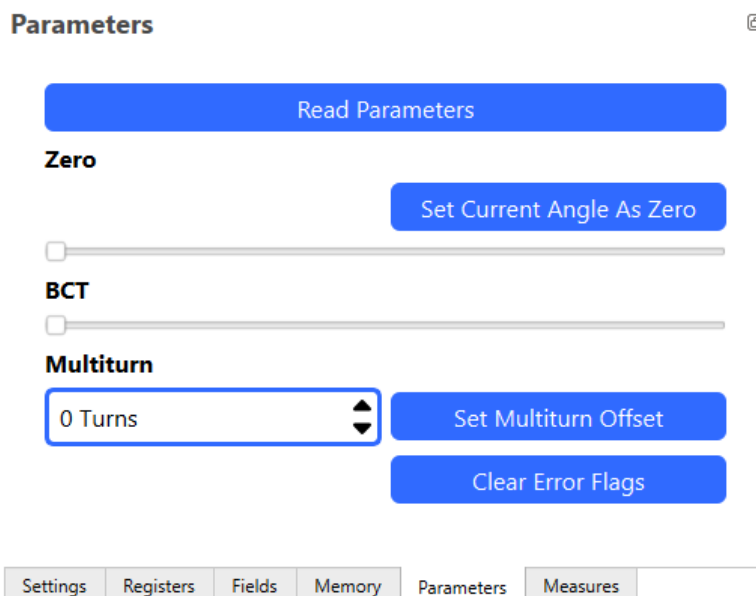 Parameters
Read Parameters
Zero
Set Current Angle As Zero
BCT
Multiturn
0 Turns
Set Multiturn Offset
Clear Error Flags
Settings Registers Fields Memory Parameters Measures